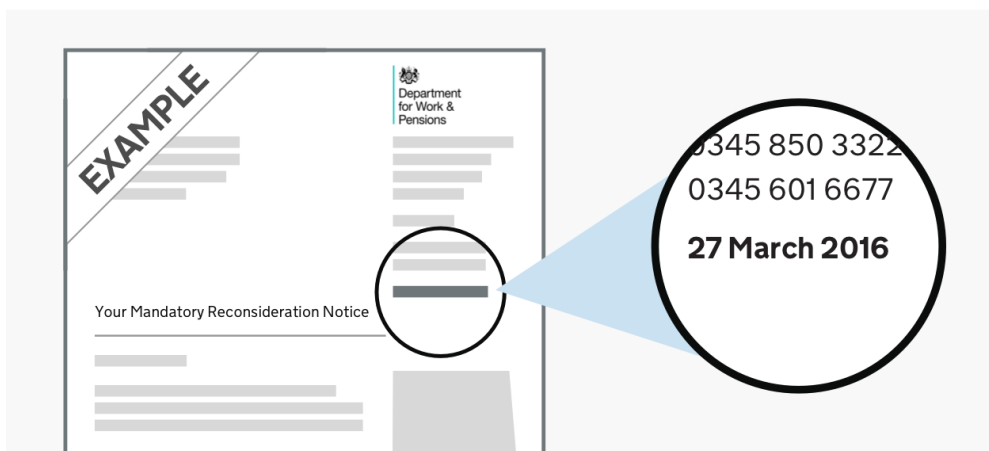 EXAMPLE
Department
for Work &
Pensions
Your Mandatory Reconsideration Notice
0345 850 3322
0345 601 6677
27 March 2016